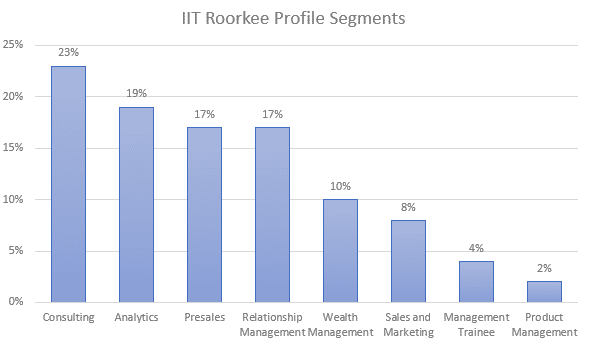 IIT Roorkee Profile Segments
25%
20%
15%
10%
5%
0%
23%
19%
17%
17%
10%
8%
4%
2%
Consulting
Analytics
Presales
Relationship
Management
Wealth
Management
Sales and
Marketing
Management
Trainee
Product
Management